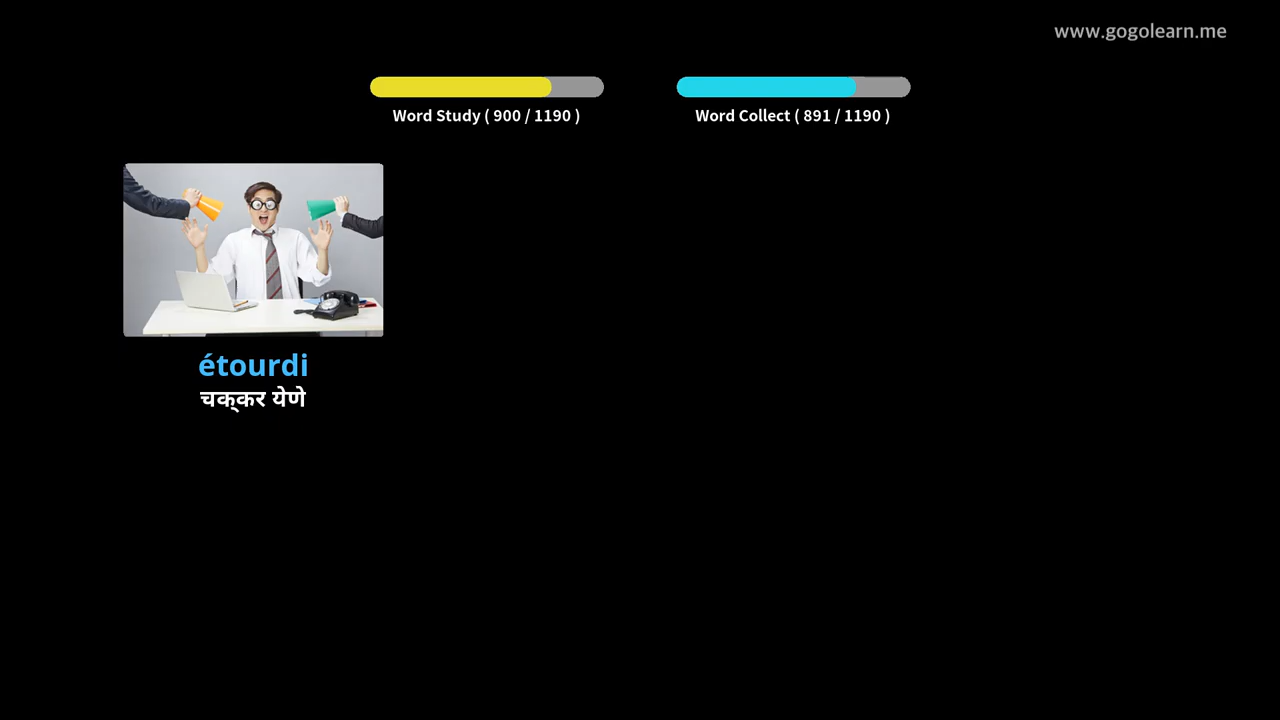 www.gogolearn.me
Word Study ( 900 / 1190 )
Word Collect ( 891 / 1190 )
étourdi
चक्कर येणे